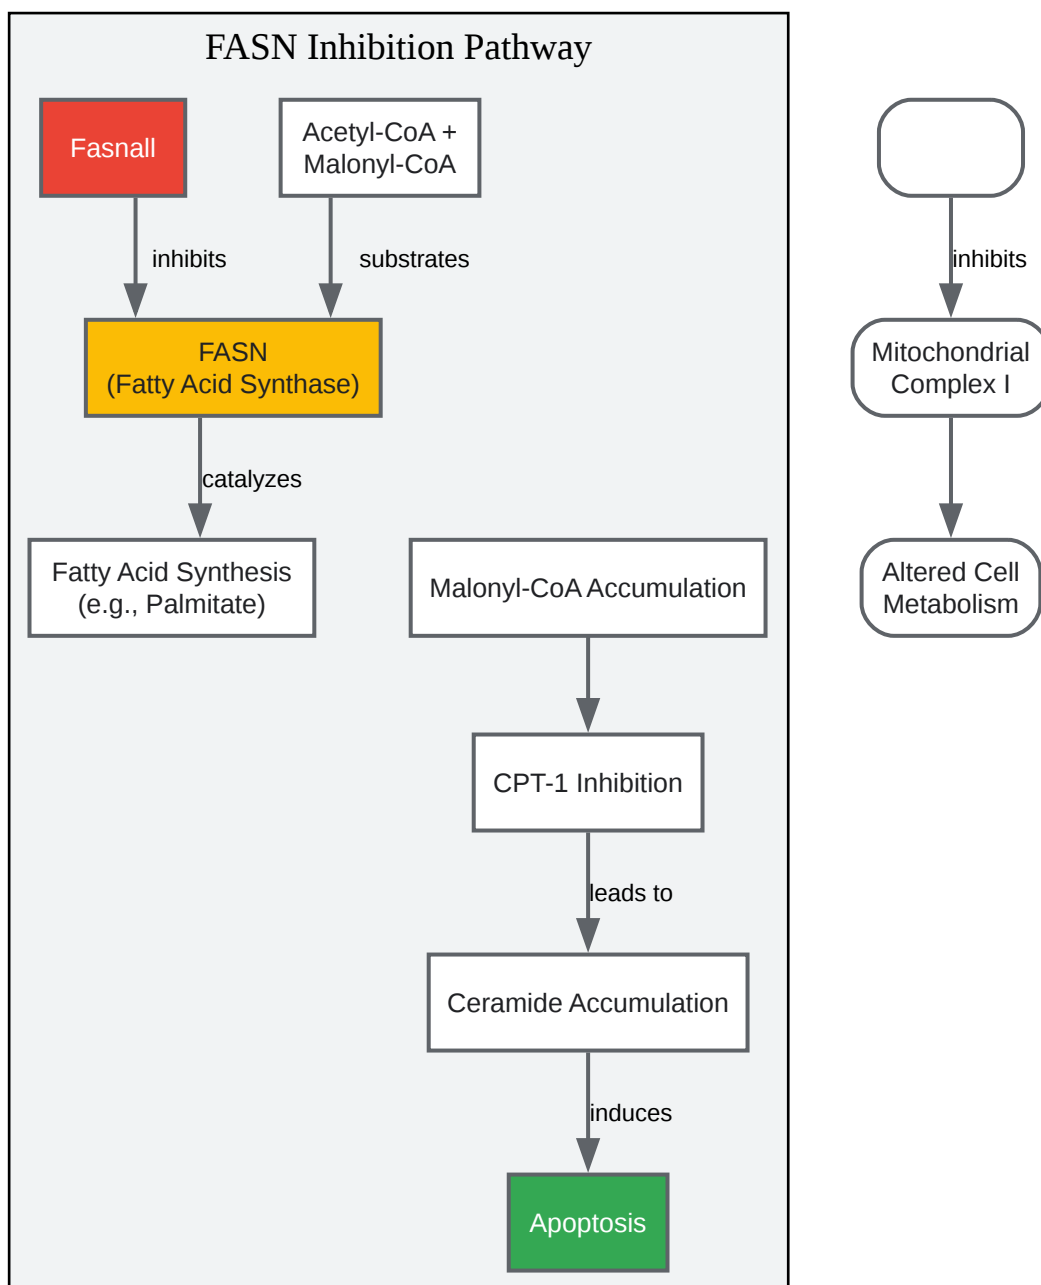 FASN Inhibition Pathway
Fasnall
Acetyl-CoA +
Malonyl-CoA
inhibits
substrates
FASN
(Fatty Acid Synthase)
catalyzes
Fatty Acid Synthesis
(e.g., Palmitate)
Malonyl-CoA Accumulation
CPT-1 Inhibition
leads to
Ceramide Accumulation
induces
Apoptosis
inhibits
Mitochondrial
Complex I
Altered Cell
Metabolism